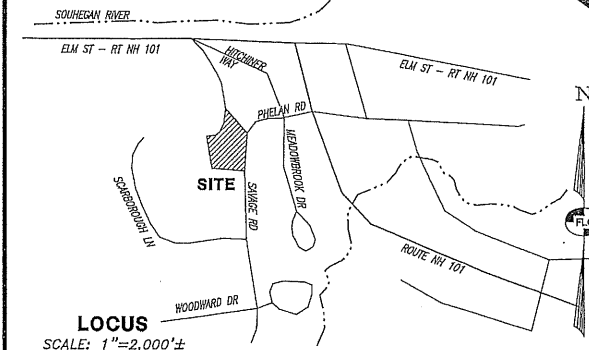 SOUHEGAN RIVER
ELM ST - RT NH 101
HITCHINER
WAY
ELM ST - RT NH 101
N
PHELAN RD
MEADOWBROOK DR
SITE
SAVAGE RD
SCARBOROUGH LN
ROUTE NH 101
WOODWARD DR
LOCUS
SCALE: 1"=2,000'±